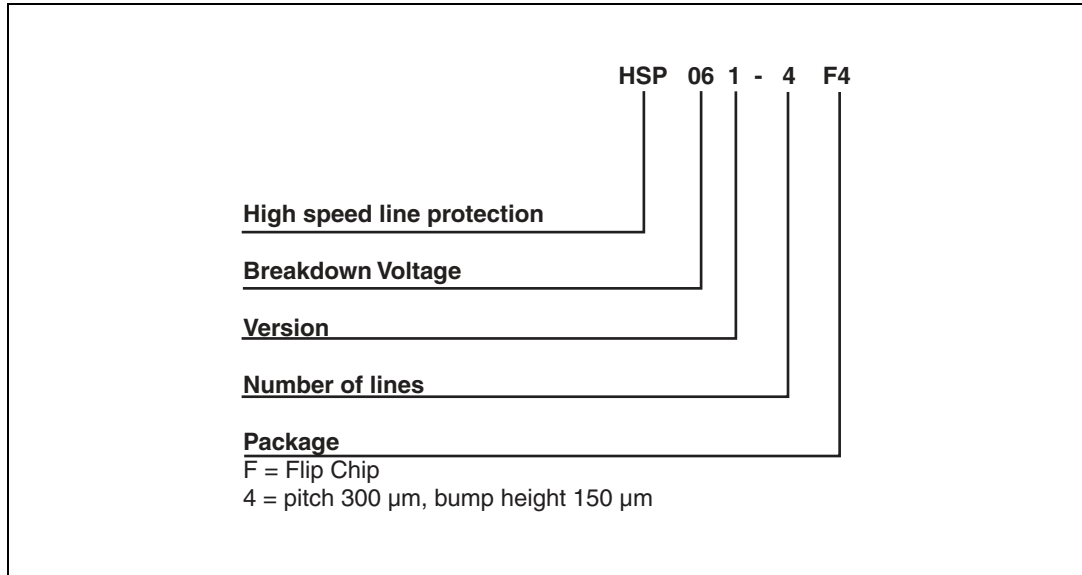 HSP 06 1 - 4 F4
High speed line protection
Breakdown Voltage
Version
Number of lines
Package
F = Flip Chip
4 = pitch 300 µm, bump height 150 µm